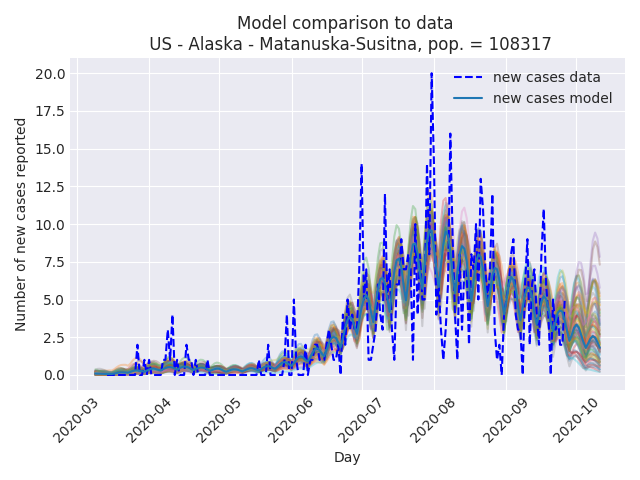 Model comparison to data
US - Alaska - Matanuska-Susitna, pop. = 108317
new cases data
new cases model
Number of new cases reported
20.0
17.5
15.0
12.5
10.0
7.5
5.0
2.5
0.0
2020-03
2020-04
2020-05
2020-06
2020-07
2020-08
2020-09
2020-10
Day